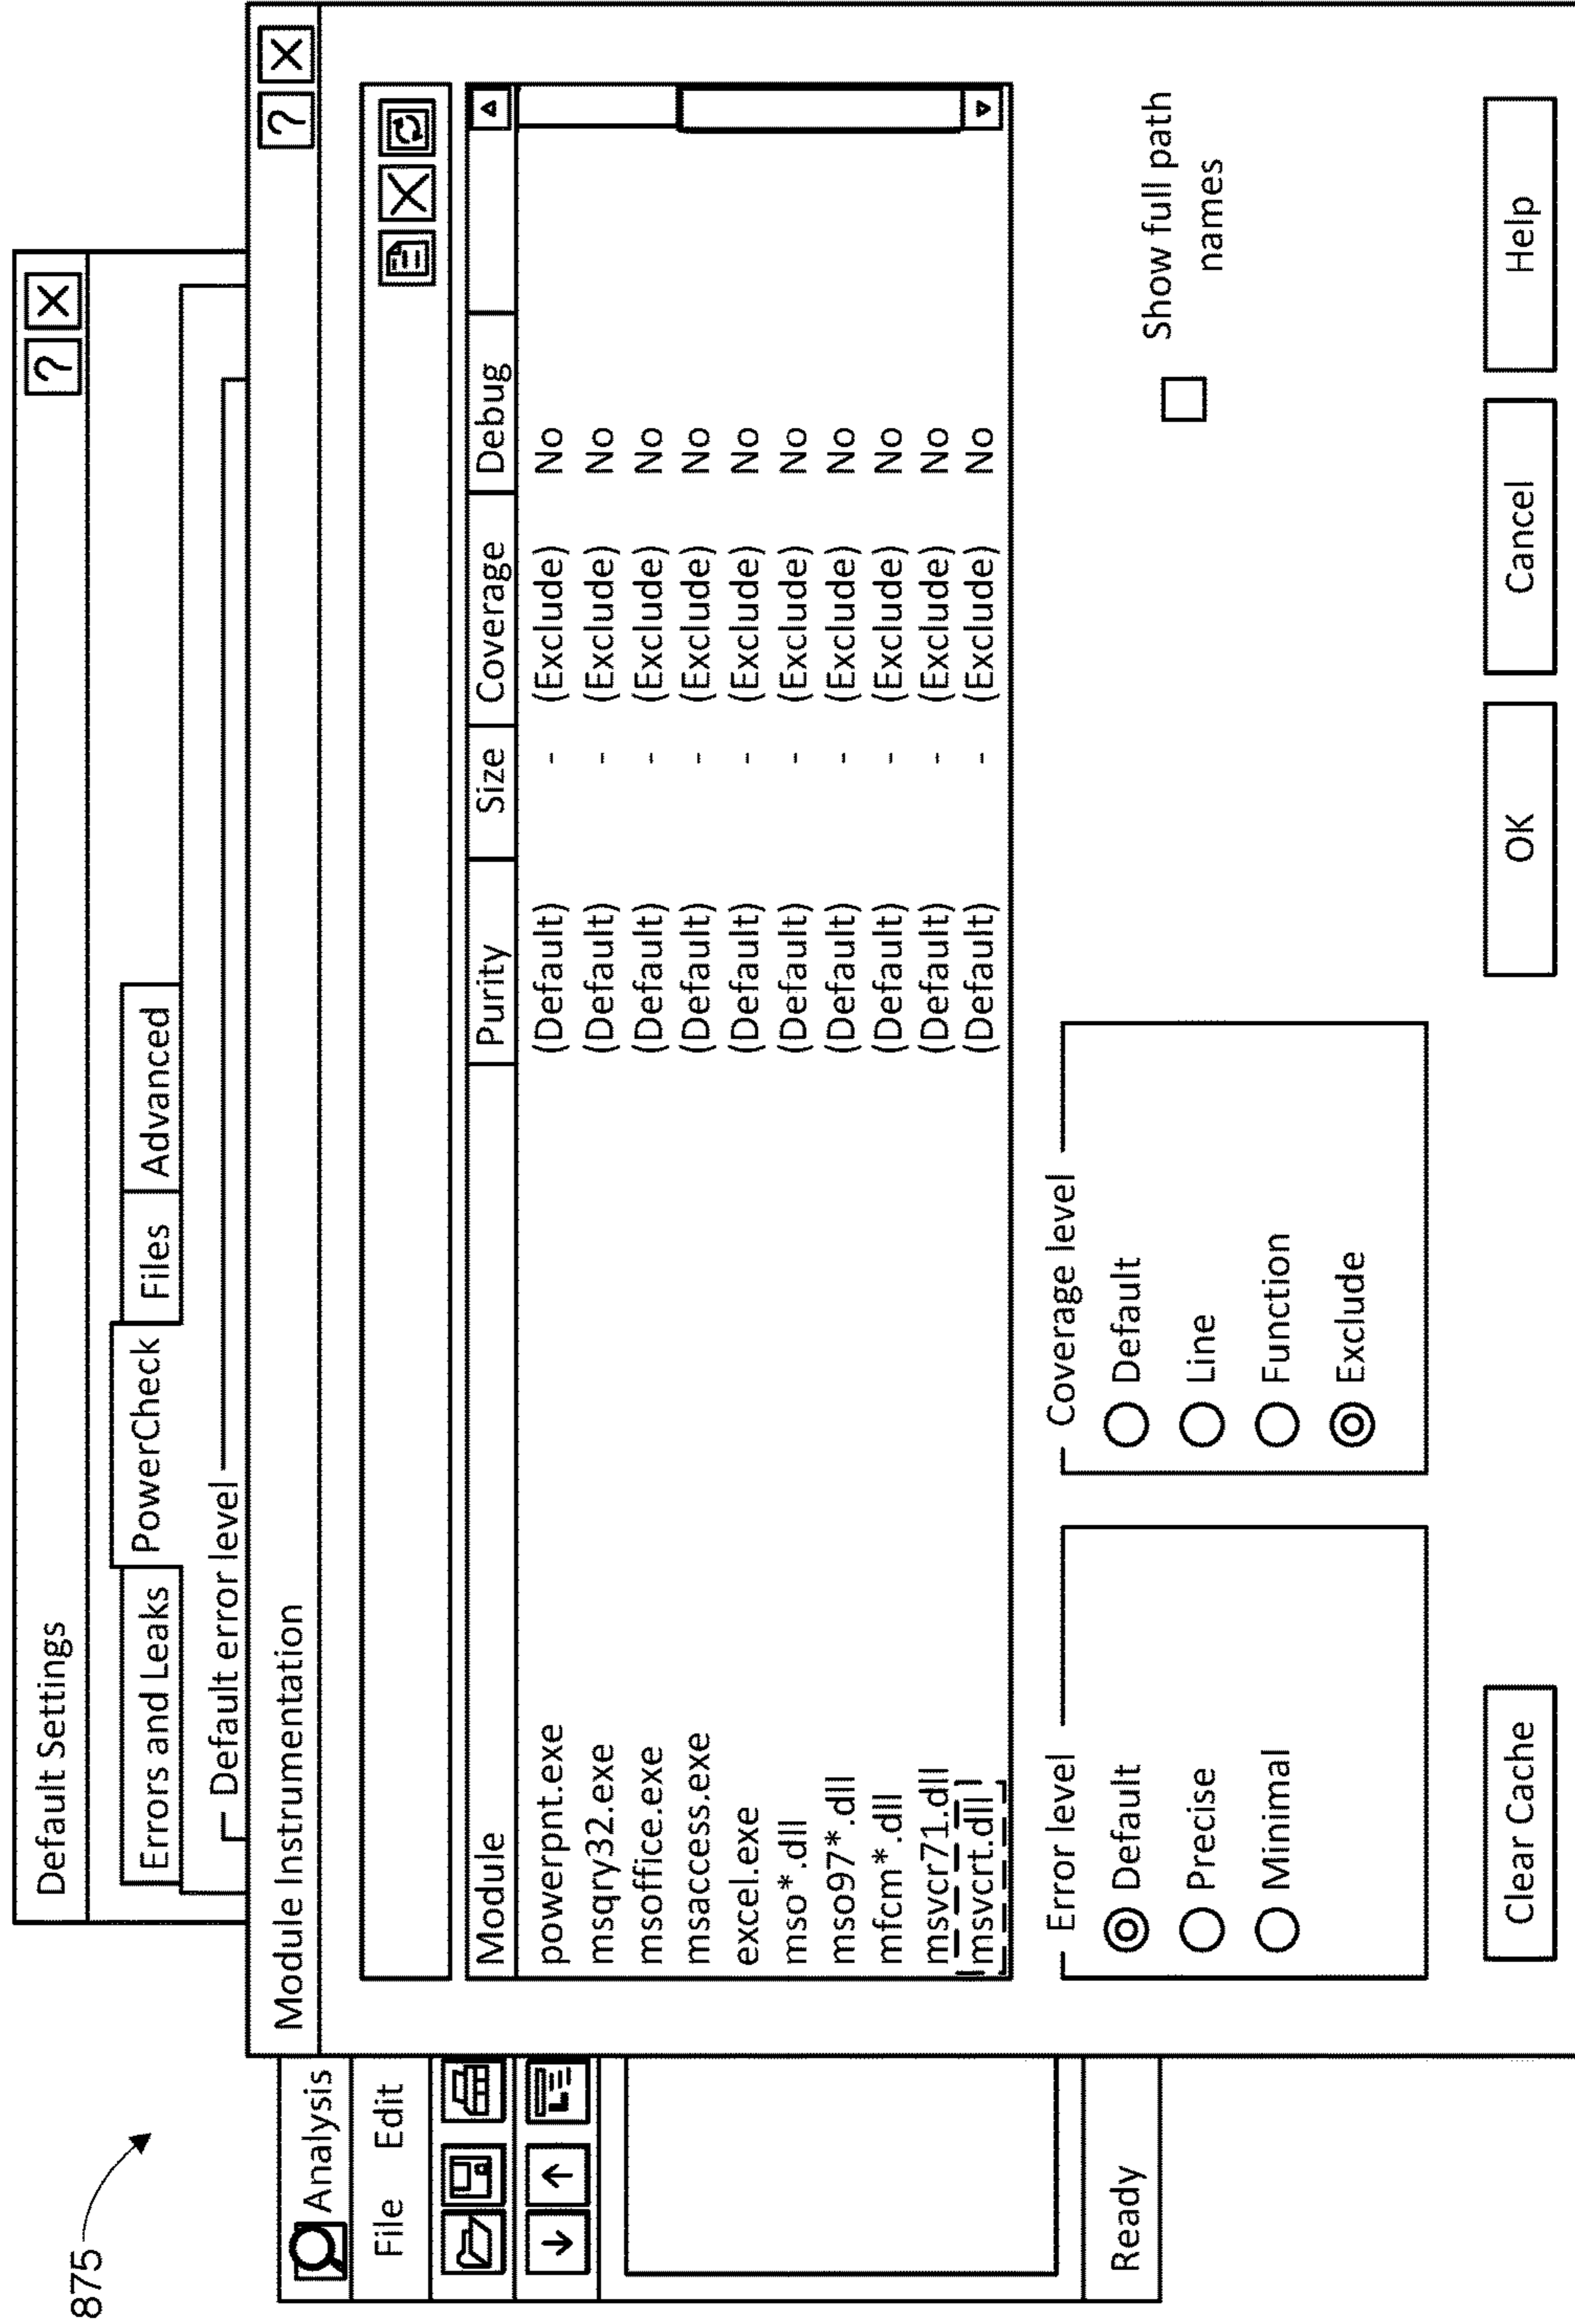 875
Default Settings
? X
Errors and Leaks PowerCheck Files Advanced
Default error level
Analysis
File Edit
Ready
Module Instrumentation
? X
Module Purity Size Coverage Debug
powerpnt.exe (Default) - (Exclude) No
msqry32.exe (Default) - (Exclude) No
msoffice.exe (Default) - (Exclude) No
msaccess.exe (Default) - (Exclude) No
excel.exe (Default) - (Exclude) No
mso*.dll (Default) - (Exclude) No
mso97*.dll (Default) - (Exclude) No
mfcm*.dll (Default) - (Exclude) No
msvcr71.dll (Default) - (Exclude) No
msvcrt.dll (Default) - (Exclude) No
Error level
Default
Precise
Minimal
Coverage level
Default
Line
Function
Exclude
Show full path
names
Clear Cache OK Cancel Help